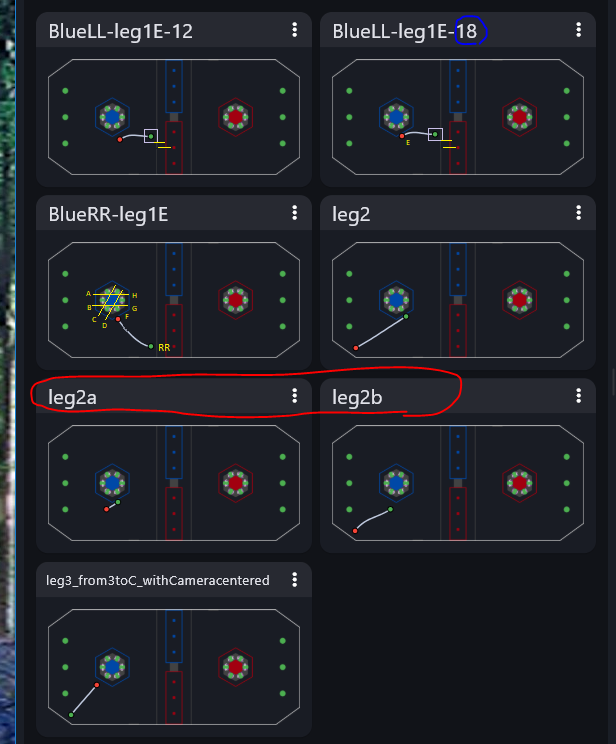 BlueLL-leg1E-12
BlueLL-leg1E-18
E
BlueRR-leg1E
leg2
A
H
B
G
C
F
D
RR
leg2a
leg2b
leg3_from3toC_withCameracentered